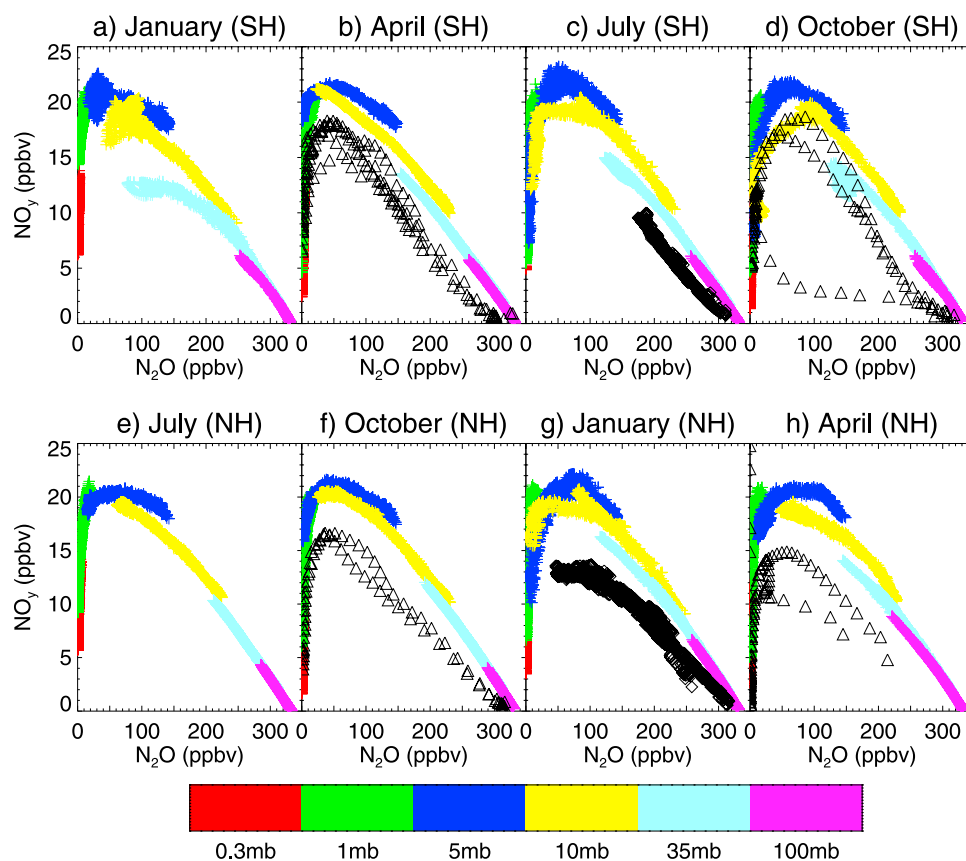 a) January (SH) b) April (SH) c) July (SH) d) October (SH)
25
20
15
10
5
0
NOy (ppbv)
0 100 200 300 0 100 200 300 0 100 200 300 0 100 200 300
N2O (ppbv) N2O (ppbv) N2O (ppbv) N2O (ppbv)
e) July (NH) f) October (NH) g) January (NH) h) April (NH)
25
20
15
10
5
0
NOy (ppbv)
0 100 200 300 0 100 200 300 0 100 200 300 0 100 200 300
N2O (ppbv) N2O (ppbv) N2O (ppbv) N2O (ppbv)
0.3mb 1mb 5mb 10mb 35mb 100mb